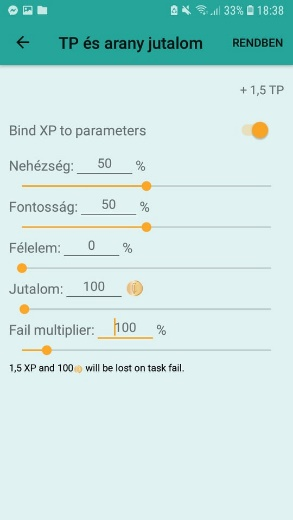 33% 18:38
TP és arany jutalom RENDBEN
+ 1,5 TP
Bind XP to parameters
Nehézség: 50 %
Fontosság: 50 %
Félelem: 0 %
Jutalom: 100
Fail multiplier: 100 %
1,5 XP and 100 will be lost on task fail.